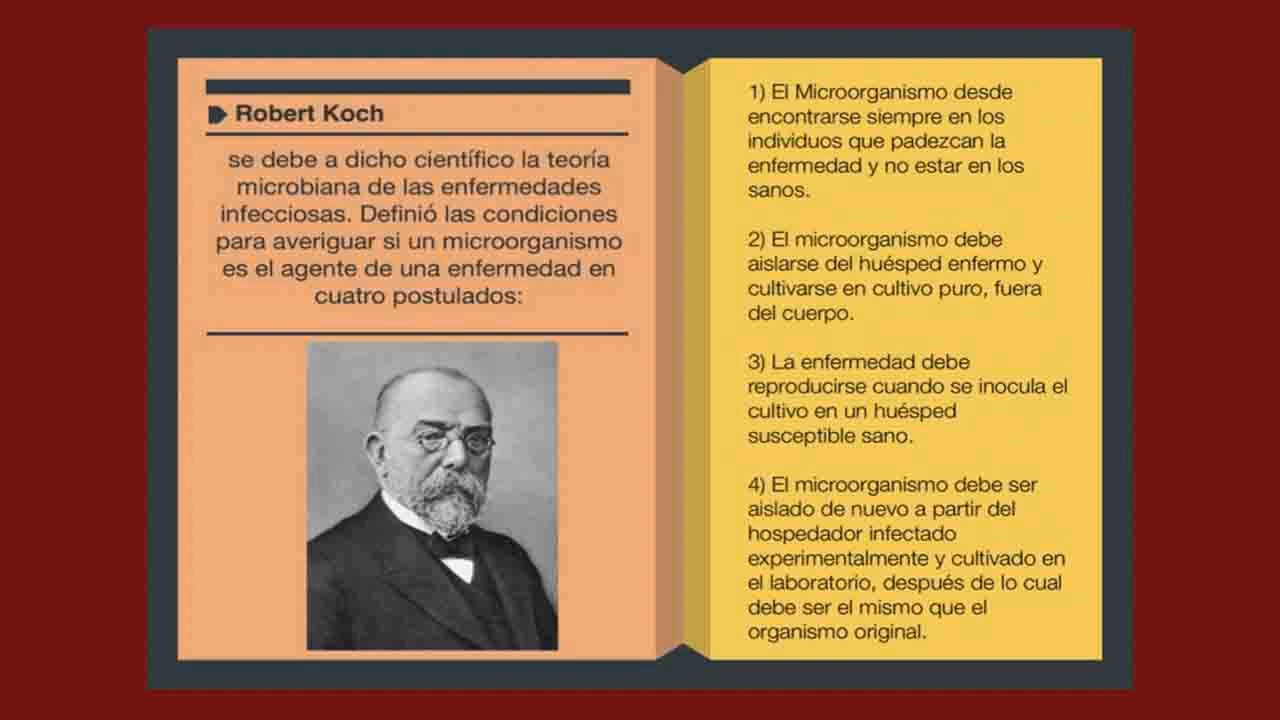 Robert Koch
se debe a dicho científico la teoría
microbiana de las enfermedades
infecciosas. Definió las condiciones
para averiguar si un microorganismo
es el agente de una enfermedad en
cuatro postulados:
1) El Microorganismo desde
encontrarse siempre en los
individuos que padezcan la
enfermedad y no estar en los
sanos.
2) El microorganismo debe
aislarse del huésped enfermo y
cultivarse en cultivo puro, fuera
del cuerpo.
3) La enfermedad debe
reproducirse cuando se inocula el
cultivo en un huésped
susceptible sano.
4) El microorganismo debe ser
aislado de nuevo a partir del
hospedador infectado
experimentalmente y cultivado en
el laboratorio, después de lo cual
debe ser el mismo que el
organismo original.